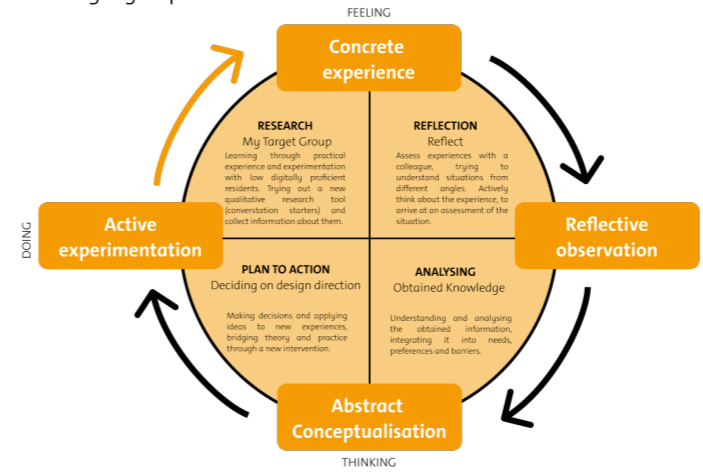 FEELING
Concrete
experience
RESEARCH
My Target Group
Learning through practical
experience and experimentation
with low digitally proficient
residents. Trying out a new
qualitative research tool
(converstation starters) and
collect information about them.
REFLECTION
Reflect
Assess experiences with a
colleague, trying to
understand situations from
different angles. Actively
think about the experience, to
arrive at an assessment of the
situation.
DOING
Active
experimentation
Reflective
observation
PLAN TO ACTION
Deciding on design direction
Making decisions and applying
ideas to new experiences,
bridging theory and practice
through a new intervention.
ANALYSING
Obtained Knowledge
Understanding and analysing
the obtained information,
integrating it into needs,
preferences and barriers.
Abstract
Conceptualisation
THINKING